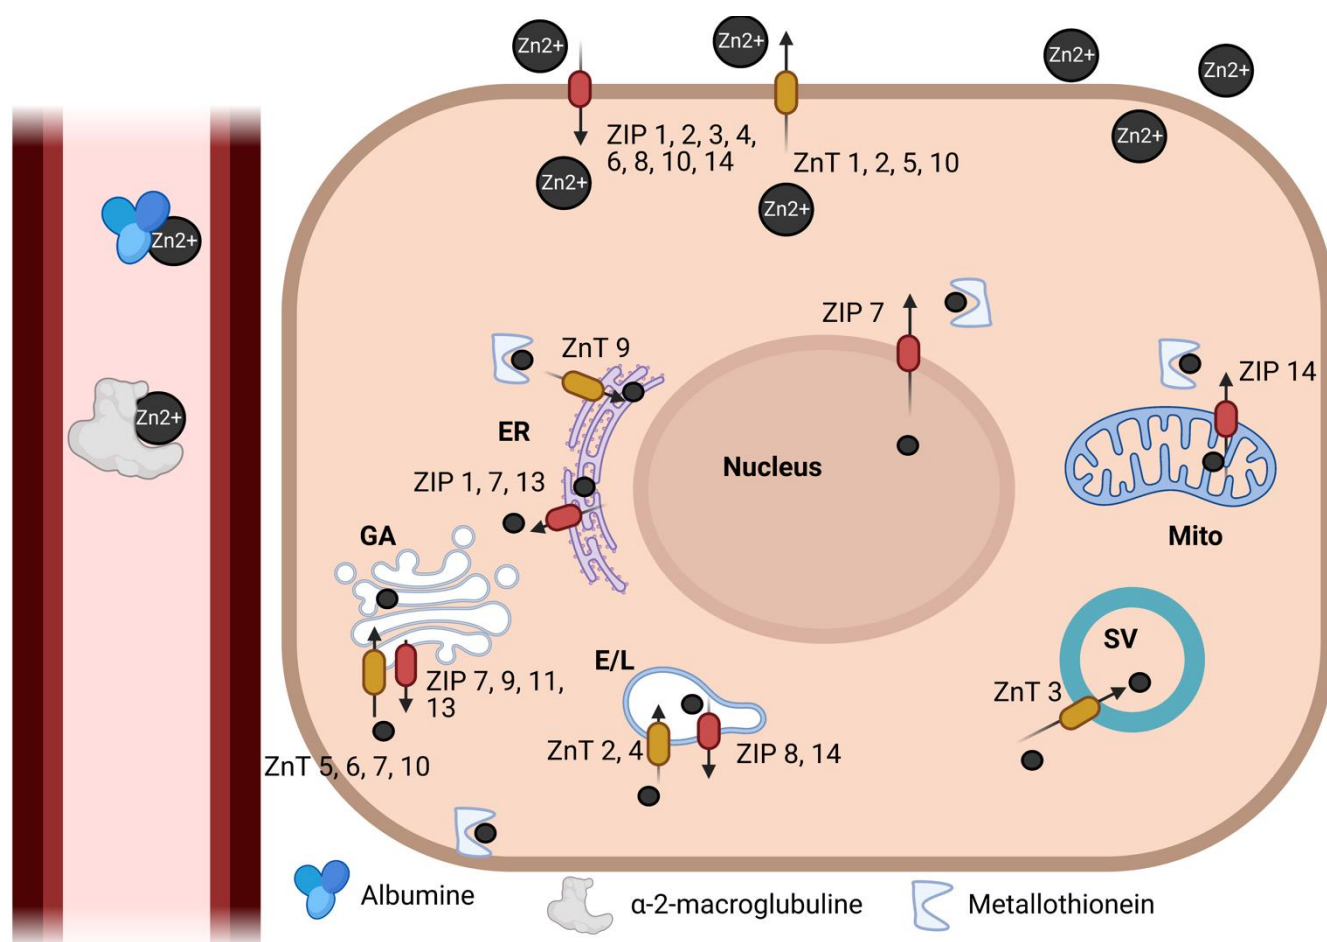 Zn2+
Zn2+
Zn2+
Zn2+
Zn2+
ZIP 1, 2, 3, 4,
6, 8, 10, 14
ZnT 1, 2, 5, 10
Zn2+
Zn2+
Zn2+
Zn2+
ZIP 7
ZnT 9
ZIP 14
Zn2+
ER
Nucleus
ZIP 1, 7, 13
GA
Mito
SV
E/L
ZIP 7, 9, 11,
13
ZnT 3
ZnT 2, 4
ZIP 8, 14
ZnT 5, 6, 7, 10
Albumine
α-2-macroglubuline
Metallothionein